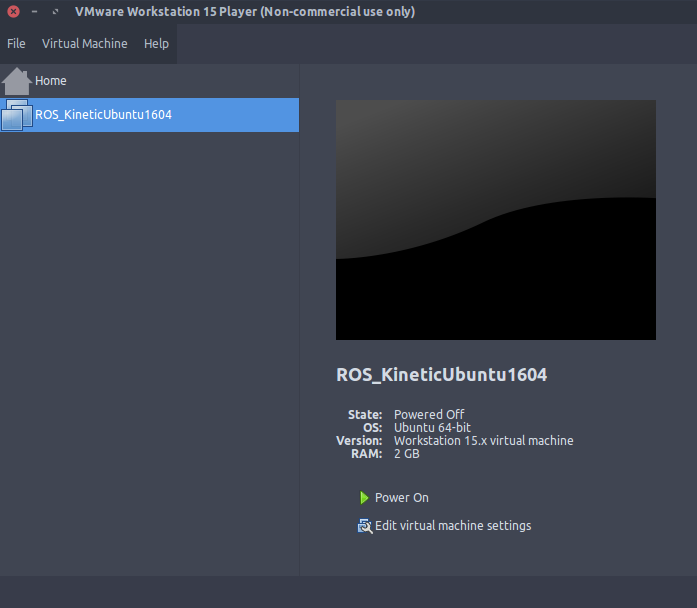 VMware Workstation 15 Player (Non-commercial use only)
File Virtual Machine Help
Home
ROS_KineticUbuntu1604
ROS_KineticUbuntu1604
State: Powered Off
OS: Ubuntu 64-bit
Version: Workstation 15.x virtual machine
RAM: 2 GB
Power On
Edit virtual machine settings